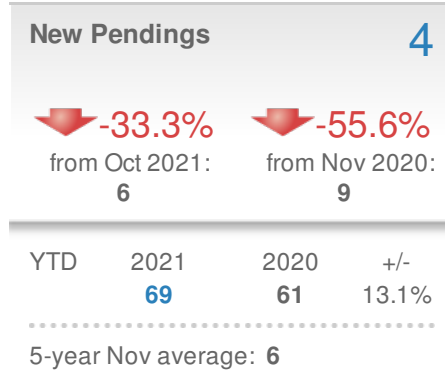 New Pendings 4
-33.3% -55.6%
from Oct 2021: from Nov 2020:
6 9
YTD 2021 2020 +/-
69 61 13.1%
5-year Nov average: 6